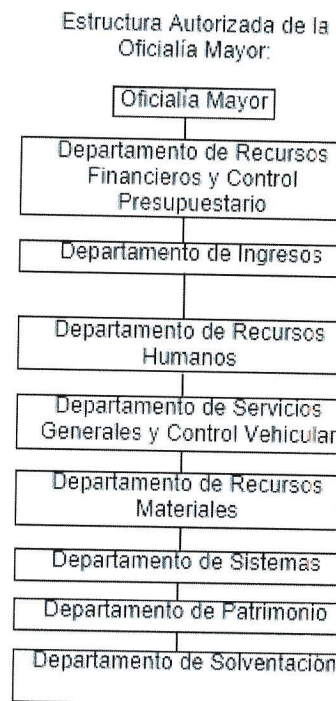 Estructura Autorizada de la
Oficialía Mayor:
Oficialía Mayor
Departamento de Recursos
Financieros y Control
Presupuestario
Departamento de Ingresos
Departamento de Recursos
Humanos
Departamento de Servicios
Generales y Control Vehicular
Departamento de Recursos
Materiales
Departamento de Sistemas
Departamento de Patrimonio
Departamento de Solventación